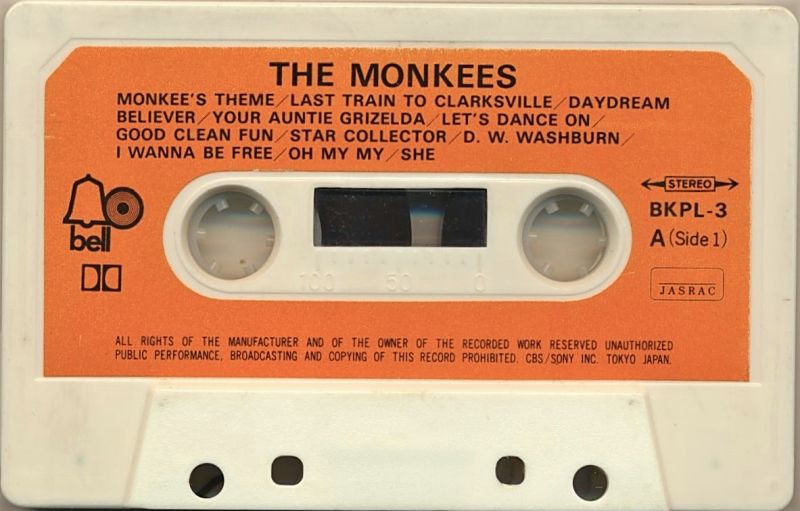 THE MONKEES
MONKEE'S THEME/LAST TRAIN TO CLARKSVILLE/DAYDREAM
BELIEVER/YOUR AUNTIE GRIZELDA/LET'S DANCE ON/
GOOD CLEAN FUN/STAR COLLECTOR/D. W. WASHBURN/
I WANNA BE FREE/OH MY MY/SHE
STEREO
BKPL-3
A (Side 1)
bell
100 50 0
JASRAC
ALL RIGHTS OF THE MANUFACTURER AND OF THE OWNER OF THE RECORDED WORK RESERVED UNAUTHORIZED
PUBLIC PERFORMANCE, BROADCASTING AND COPYING OF THIS RECORD PROHIBITED. CBS/SONY INC. TOKYO JAPAN.